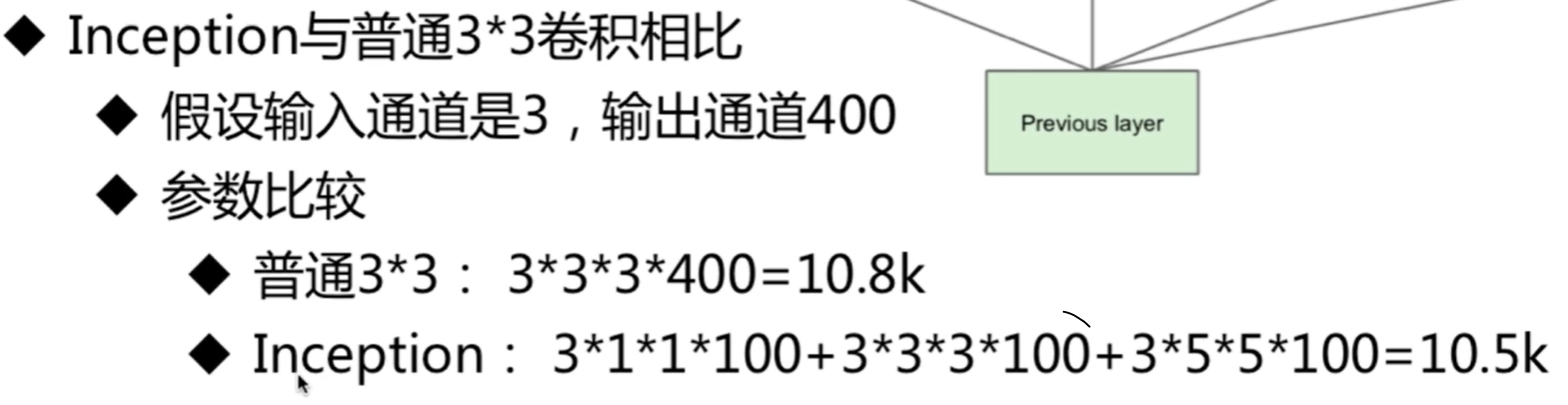 Inception与普通3*3卷积相比
假设输入通道是3，输出通道400
Previous layer
参数比较
普通3*3： 3*3*3*400=10.8k
Inception： 3*1*1*100+3*3*3*100+3*5*5*100=10.5k